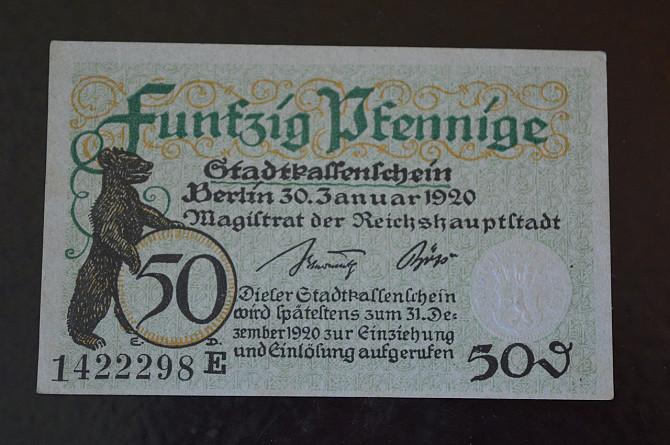 Funfzig Pfennige
Stadtkassenschein
Berlin 30. Januar 1920
Magistrat der Reichshauptstadt
50
Dieser Stadtkassenschein
wird spätestens zum 31. De-
zember 1920 zur Einziehung
und Einlösung aufgerufen
E. D.
1422298 E
50₰